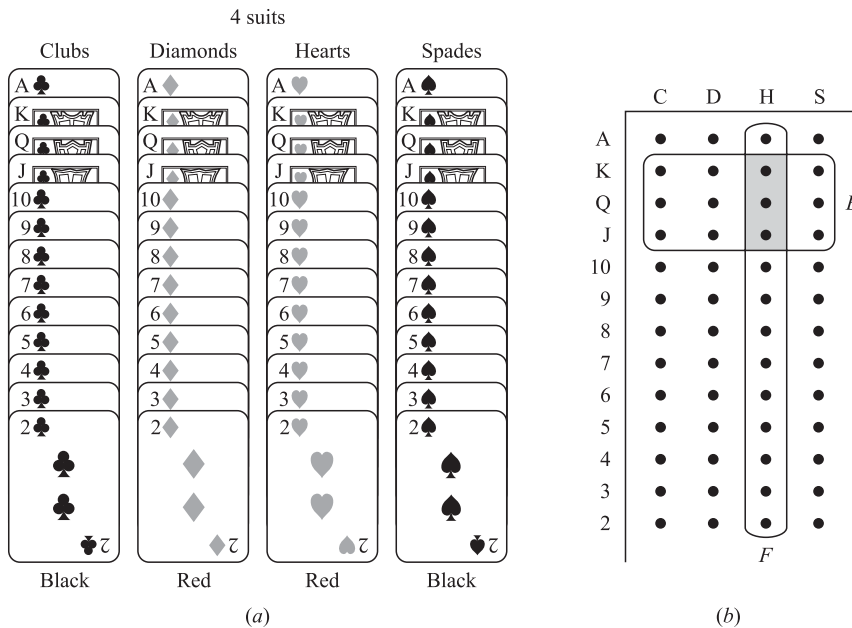 4 suits
Clubs Diamonds Hearts Spades
A A A A
K K K K
Q Q Q Q
J J J J
10 10 10 10
9 9 9 9
8 8 8 8
7 7 7 7
6 6 6 6
5 5 5 5
4 4 4 4
3 3 3 3
2 2 2 2
2 2 2 2
Black Red Red Black
(a)
C D H S
A
K
Q
J
10
9
8
7
6
5
4
3
2
F
(b)